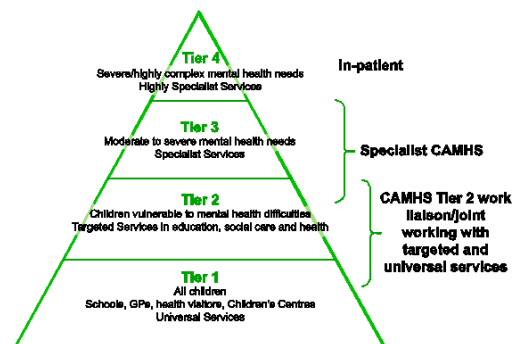 Tier 4
Severe/highly complex mental health needs
Highly Specialist Services
In-patient
Tier 3
Moderate to severe mental health needs
Specialist Services
Specialist CAMHS
Tier 2
Children vulnerable to mental health difficulties
Targeted Services in education, social care and health
CAMHS Tier 2 work
liaison/joint
working with
targeted and
universal services
Tier 1
All children
Schools, GPs, health visitors, Children's Centres
Universal Services